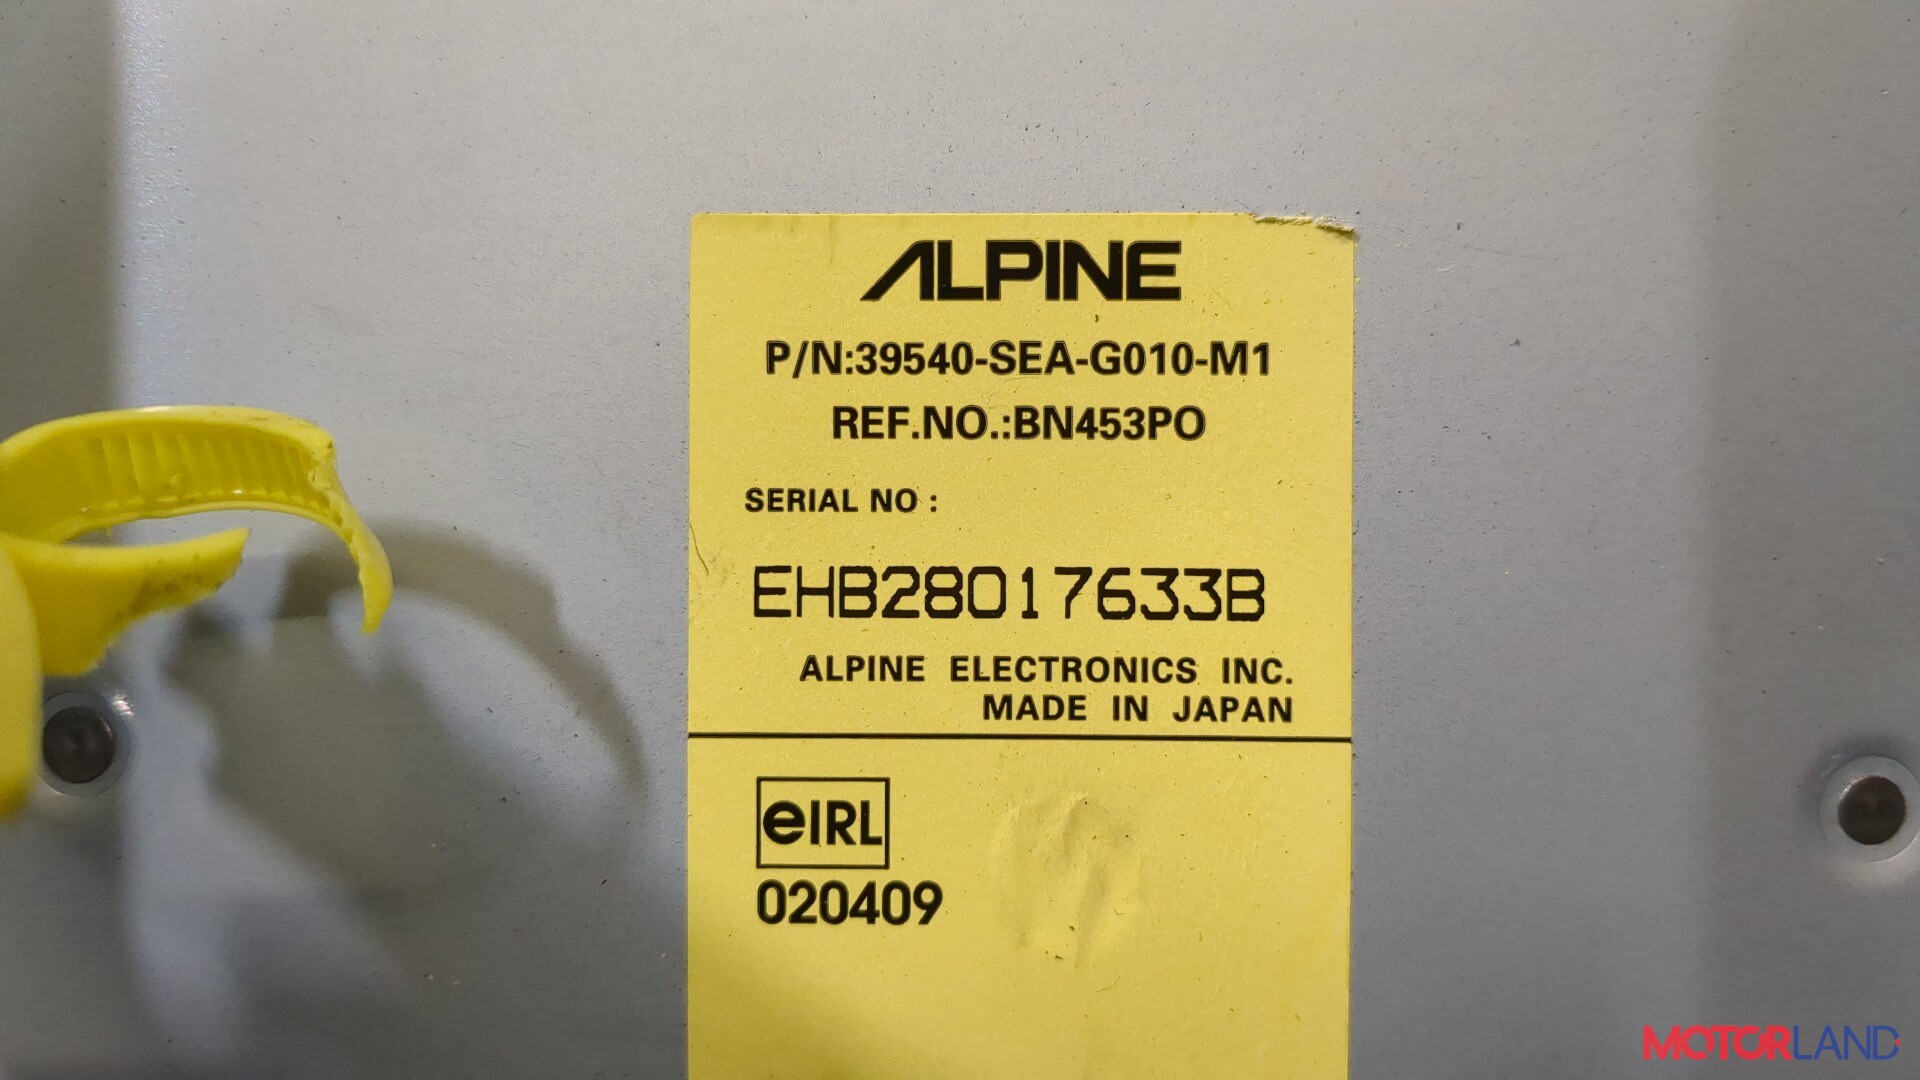 ALPINE
P/N:39540-SEA-G010-M1
REF.NO.:BN453PO
SERIAL NO :
EHB28017633B
ALPINE ELECTRONICS INC.
MADE IN JAPAN
eIRL
020409
MOTORLAND